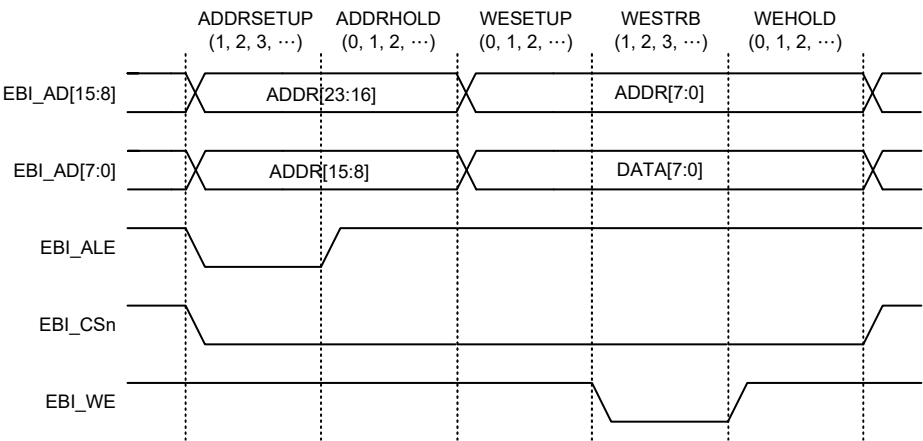 ADDRSETUP ADDRHOLD WESETUP WESTRB WEHOLD
(1, 2, 3, ⋯) (0, 1, 2, ⋯) (0, 1, 2, ⋯) (1, 2, 3, ⋯) (0, 1, 2, ⋯)
EBI_AD[15:8] ADDR[23:16] ADDR[7:0]
EBI_AD[7:0] ADDR[15:8] DATA[7:0]
EBI_ALE
EBI_CSn
EBI_WE